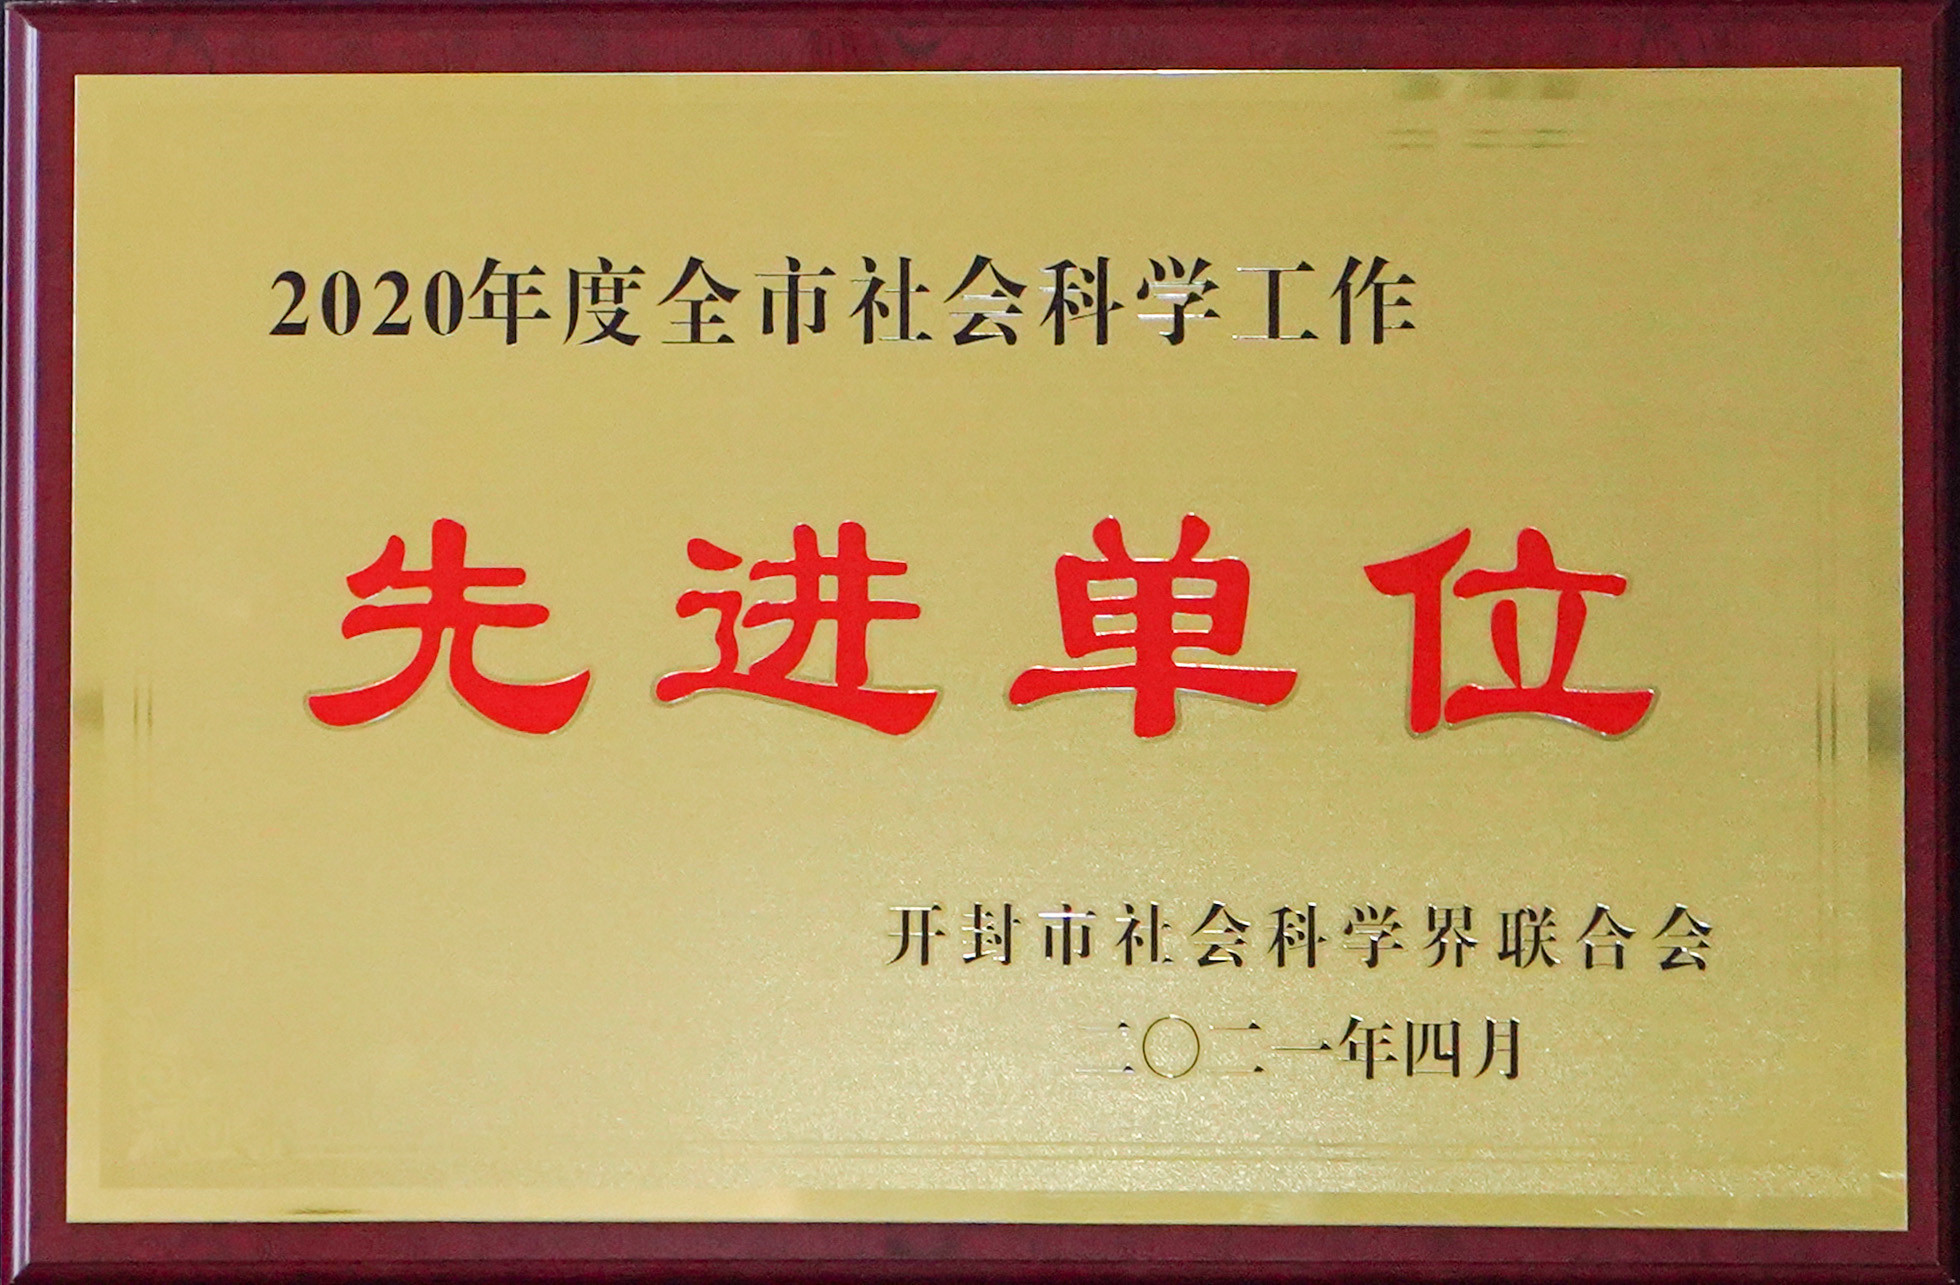 2020年度全市社会科学工作
先进单位
开封市社会科学界联合会
二〇二一年四月